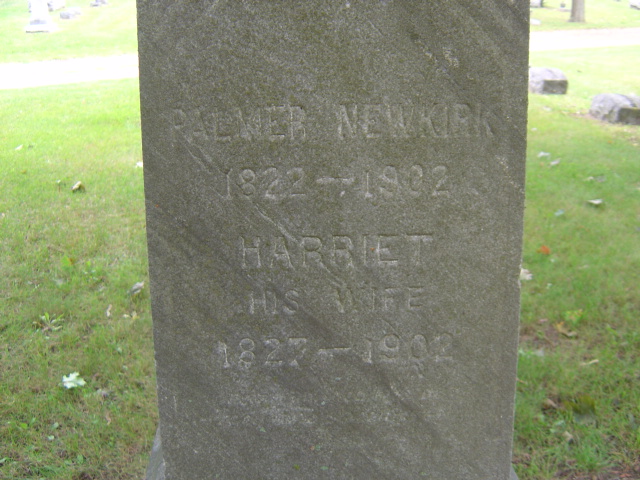 PALMER NEWKIRK
1822–1902
HARRIET
HIS WIFE
1827–1902